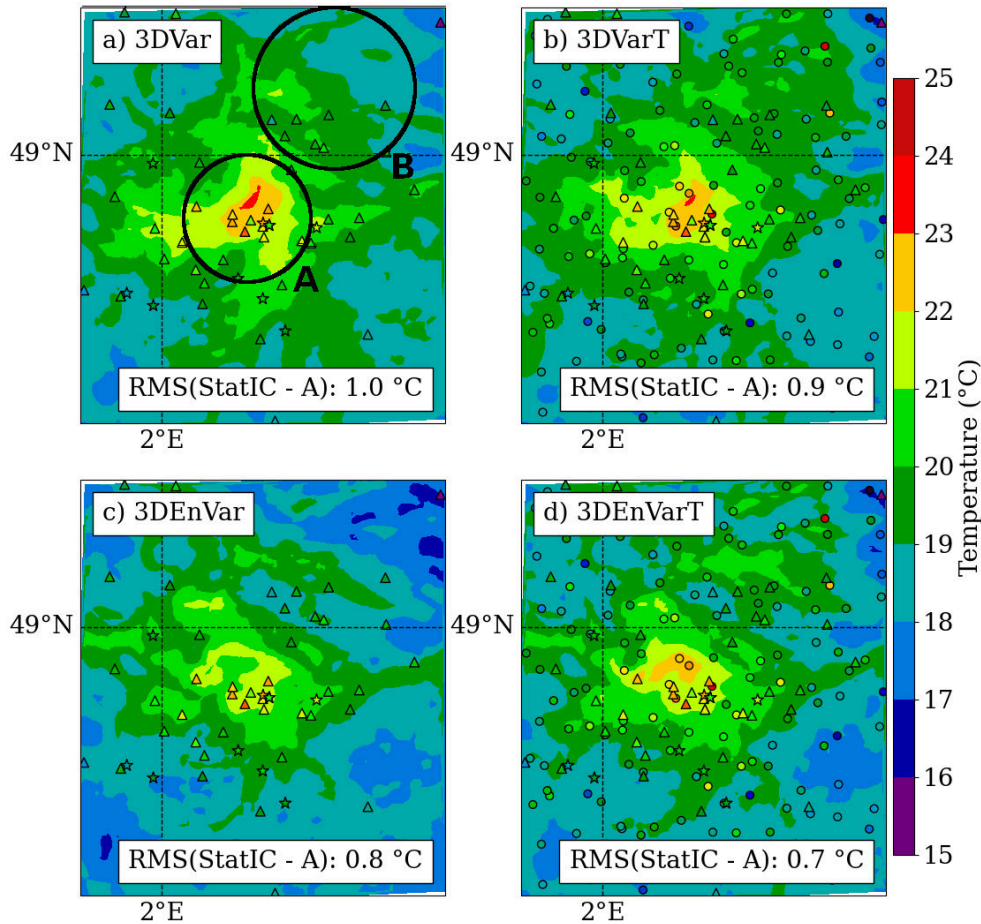 a) 3DVar
B
49°N
A
RMS(StatIC - A): 1.0 °C
2°E
b) 3DVarT
RMS(StatIC - A): 0.9 °C
2°E
c) 3DEnVar
49°N
RMS(StatIC - A): 0.8 °C
2°E
d) 3DEnVarT
RMS(StatIC - A): 0.7 °C
2°E
25
24
23
22
21
20
19
18
17
16
15
Temperature (°C)